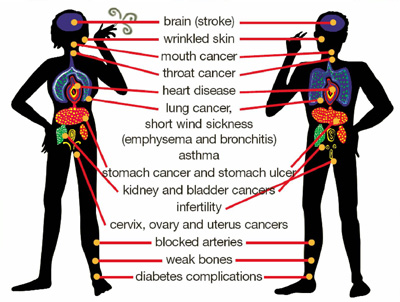 brain (stroke)
wrinkled skin
mouth cancer
throat cancer
heart disease
lung cancer,
short wind sickness
(emphysema and bronchitis)
asthma
stomach cancer and stomach ulcer
kidney and bladder cancers
infertility
cervix, ovary and uterus cancers
blocked arteries
weak bones
diabetes complications